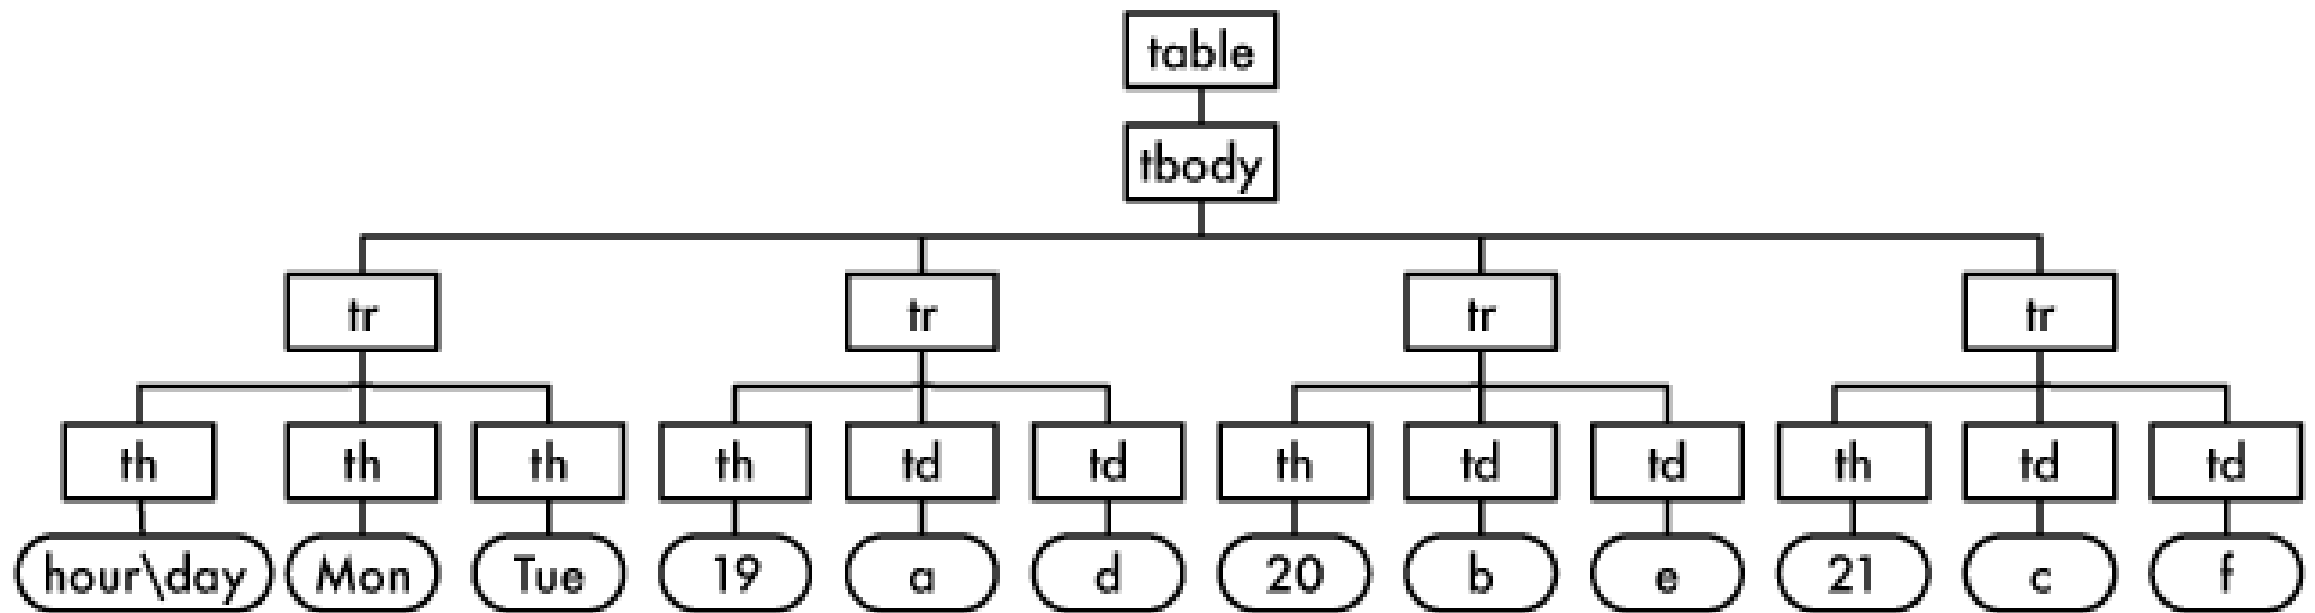 table
tbody
tr tr tr tr
th th th th td td th td td th td td
hour\day Mon Tue 19 a d 20 b e 21 c f